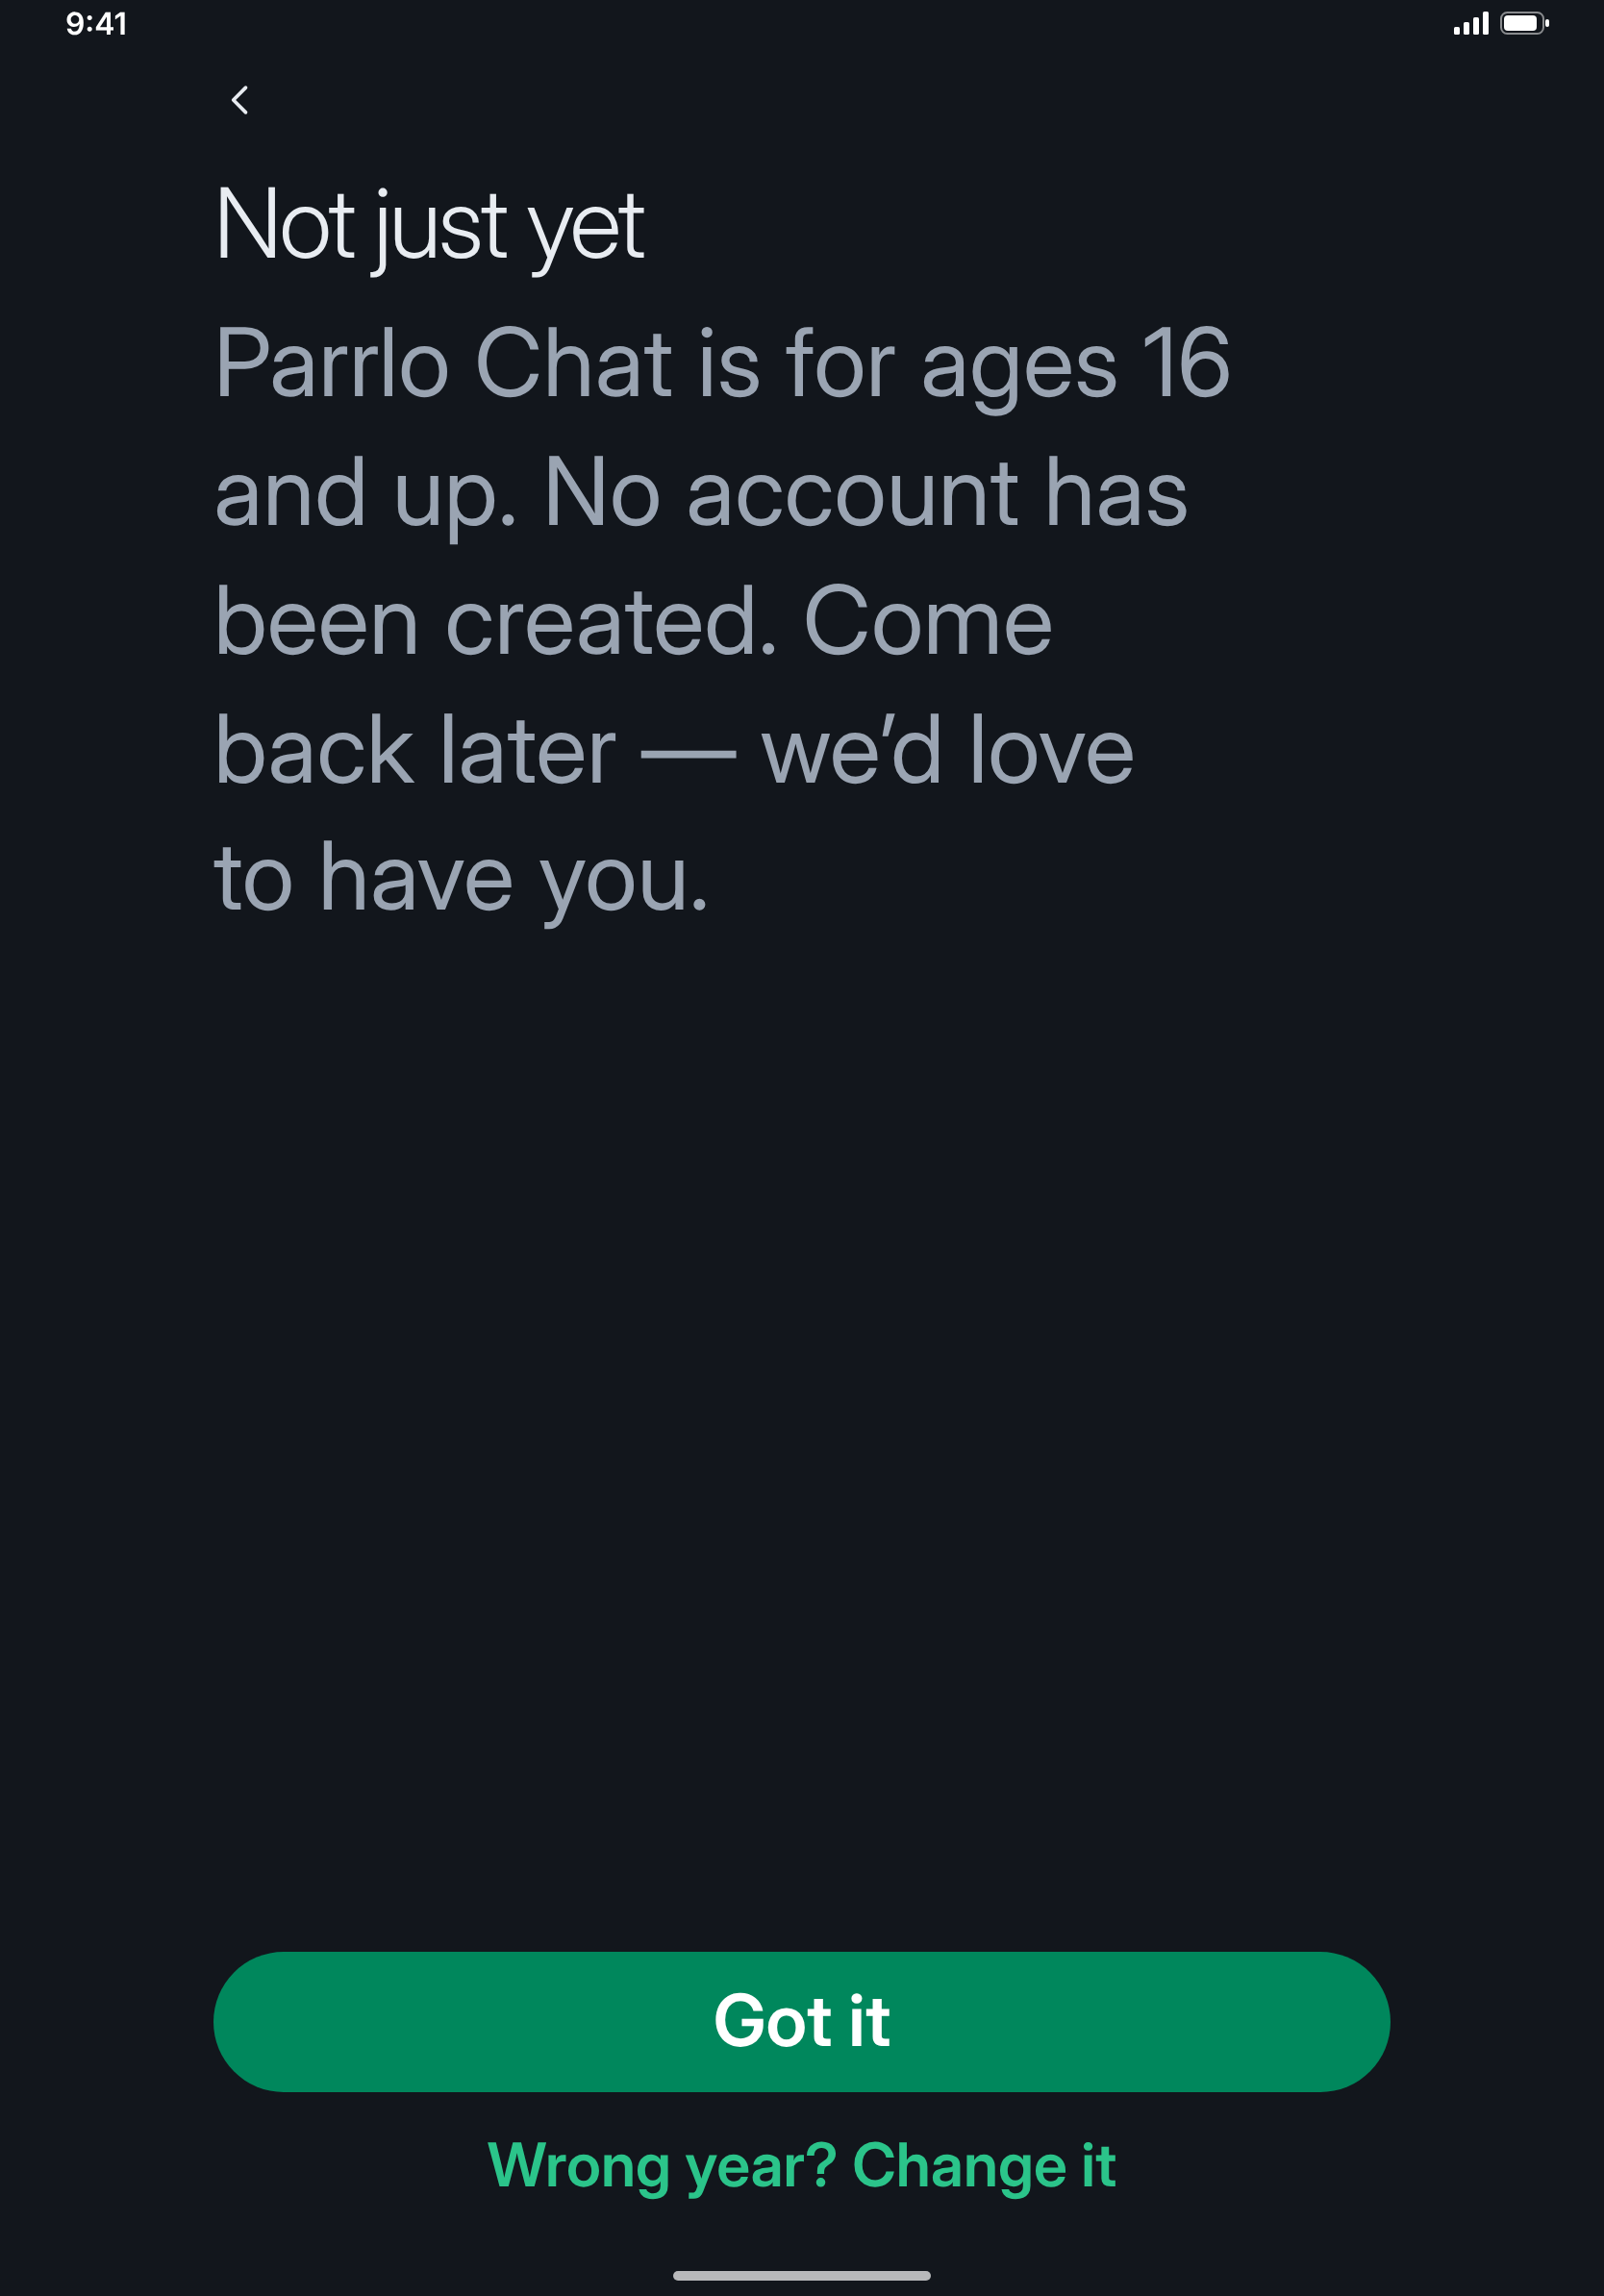 9:41
Not just yet
Parrlo Chat is for ages 16
and up. No account has
been created. Come
back later — we’d love
to have you.
Got it
Wrong year? Change it